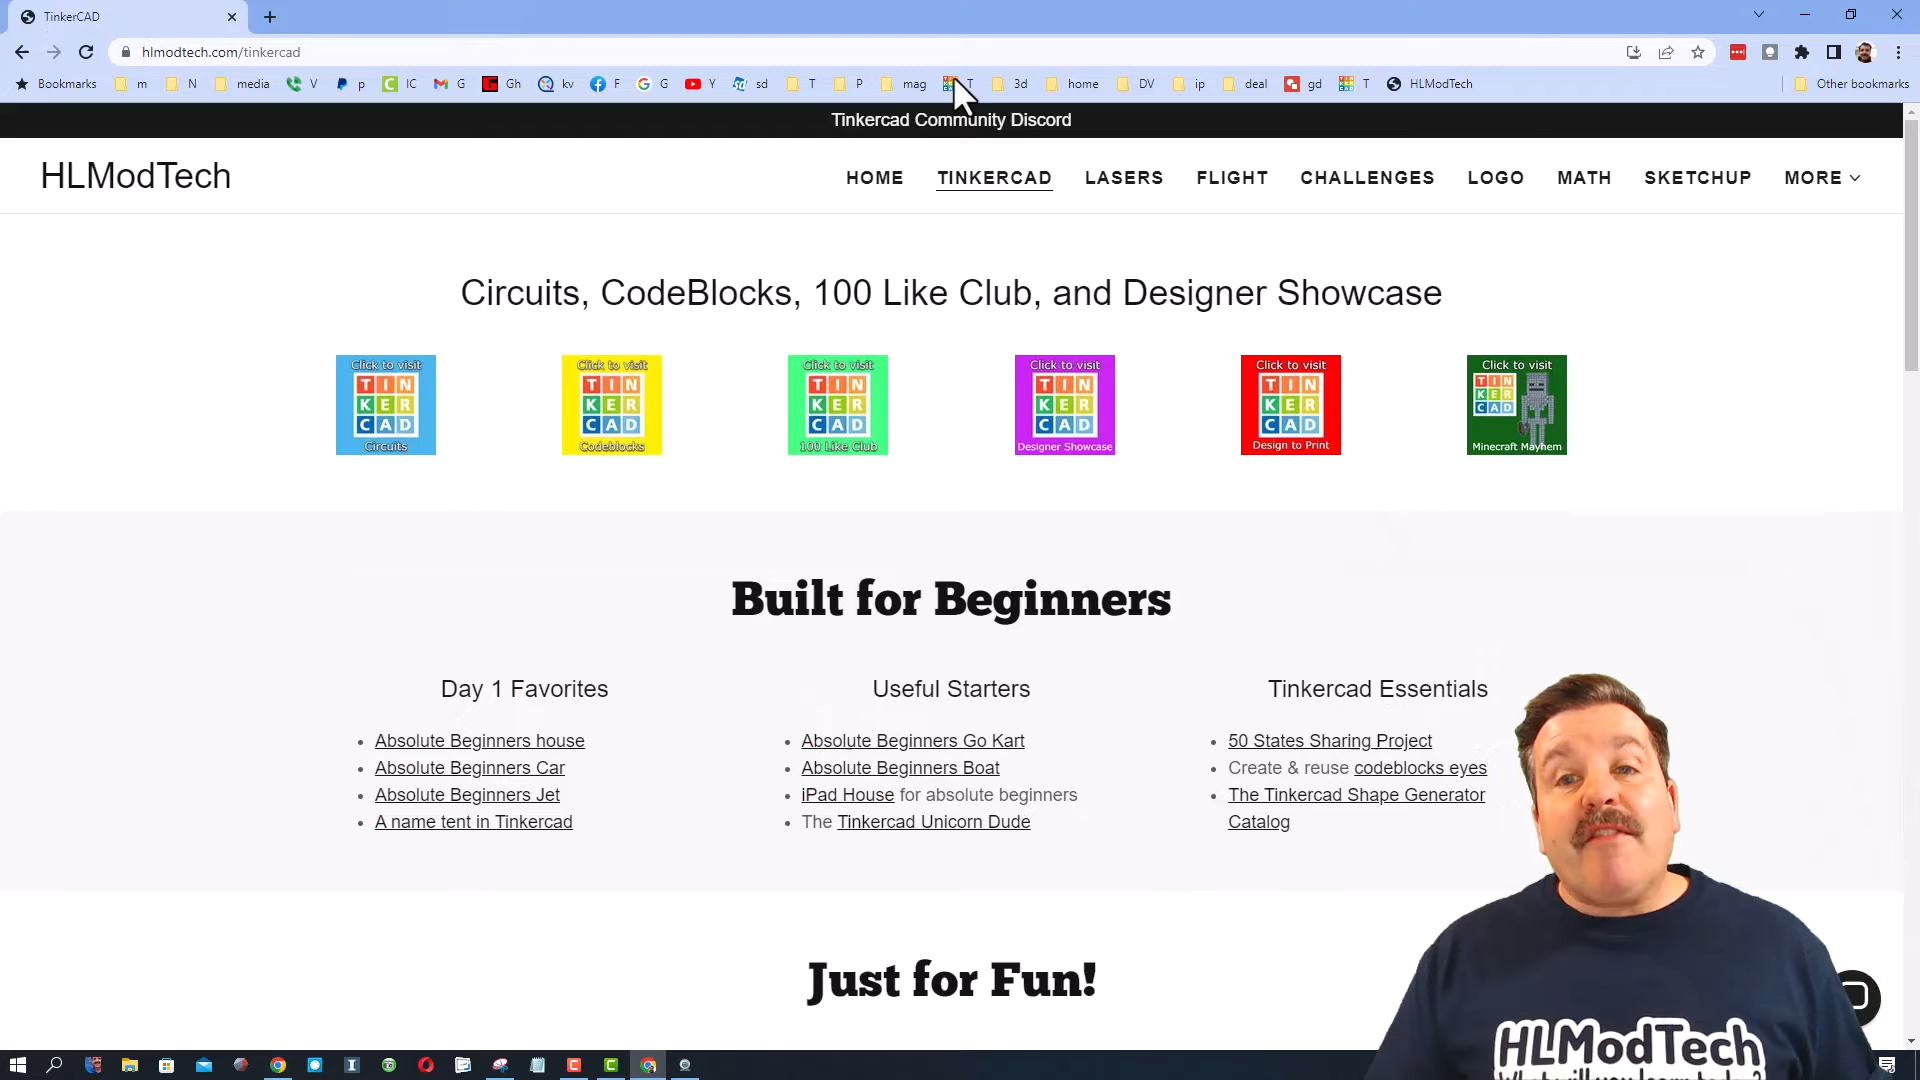 TinkerCAD
hlmodtech.com/tinkercad
Bookmarks m N media V p IC G Gh kv F G Y sd T P mag T 3d home DV ip deal gd T HLModTech Other bookmarks
Tinkercad Community Discord
HLModTech
HOME TINKERCAD LASERS FLIGHT CHALLENGES LOGO MATH SKETCHUP MORE
Circuits, CodeBlocks, 100 Like Club, and Designer Showcase
Click to visit
TIN
KER
CAD
Circuits
Click to visit
TIN
KER
CAD
Codeblocks
Click to visit
TIN
KER
CAD
100 Like Club
Click to visit
TIN
KER
CAD
Designer Showcase
Click to visit
TIN
KER
CAD
Design to Print
Click to visit
TIN
KER
CAD
Minecraft Mayhem
Built for Beginners
Day 1 Favorites
Absolute Beginners house
Absolute Beginners Car
Absolute Beginners Jet
A name tent in Tinkercad
Useful Starters
Absolute Beginners Go Kart
Absolute Beginners Boat
iPad House for absolute beginners
The Tinkercad Unicorn Dude
Tinkercad Essentials
50 States Sharing Project
Create & reuse codeblocks eyes
The Tinkercad Shape Generator
Catalog
Just for Fun!
HLModTech
What will you learn today?